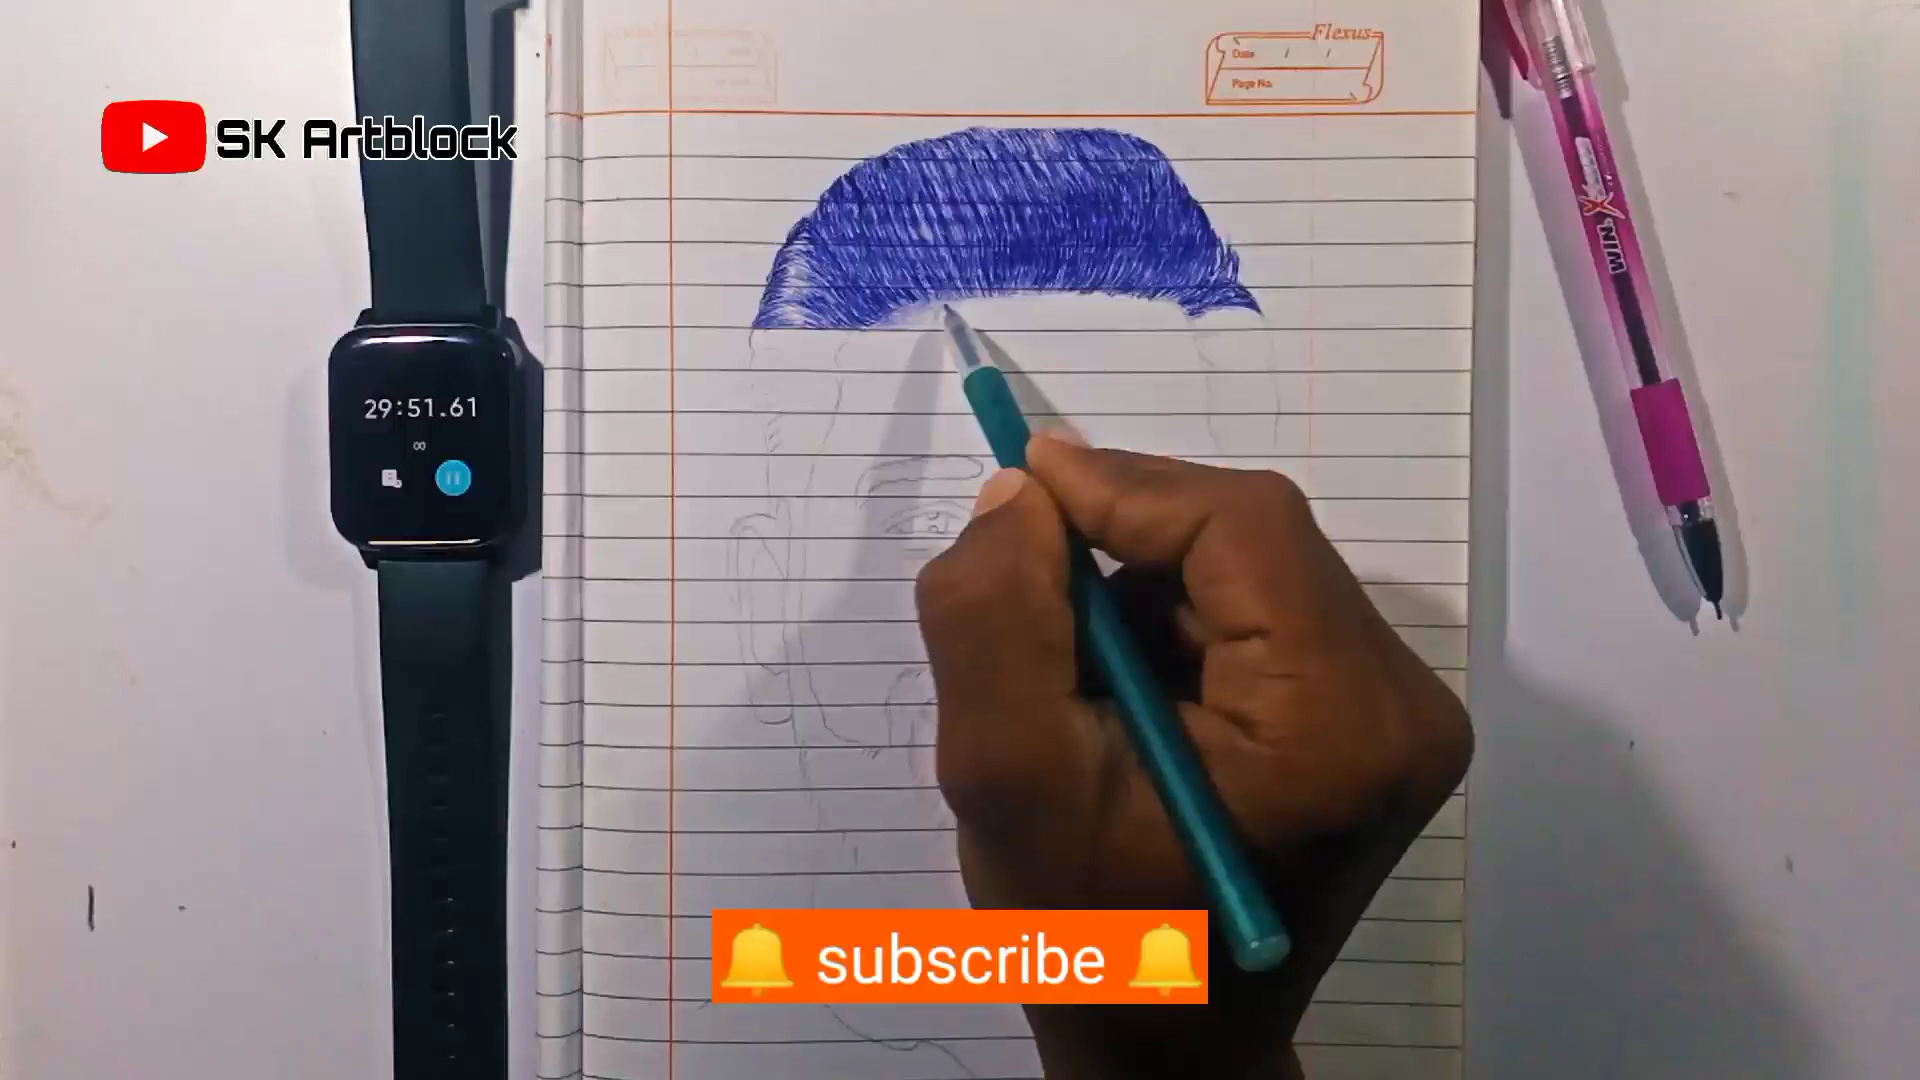 Flexus
Date / /
Page No.
SK Artblock
WIN
29:51.61
subscribe